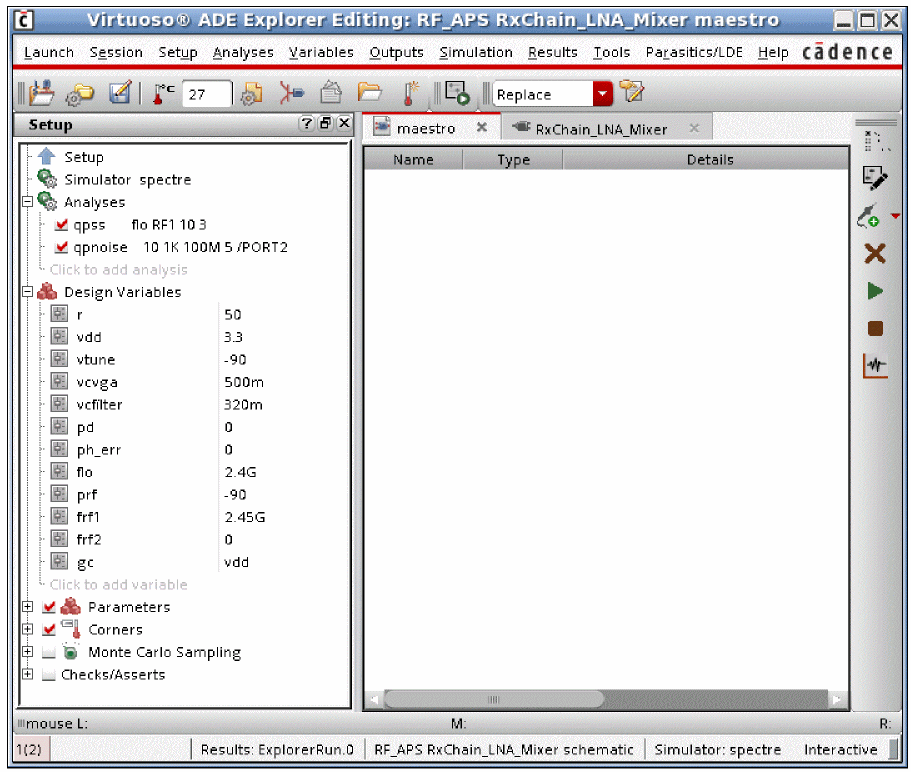 Virtuoso® ADE Explorer Editing: RF_APS RxChain_LNA_Mixer maestro
Launch Session Setup Analyses Variables Outputs Simulation Results Tools Parasitics/LDE Help cādence
°C 27 Replace
Setup
maestro RxChain_LNA_Mixer
Name Type Details
Setup
Simulator spectre
Analyses
qpss flo RF1 10 3
qpnoise 10 1K 100M 5 /PORT2
Click to add analysis
Design Variables
r 50
vdd 3.3
vtune -90
vcvga 500m
vcfilter 320m
pd 0
ph_err 0
flo 2.4G
prf -90
frf1 2.45G
frf2 0
gc vdd
Click to add variable
Parameters
Corners
Monte Carlo Sampling
Checks/Asserts
mouse L: M: R:
1(2) Results: ExplorerRun.0 RF_APS RxChain_LNA_Mixer schematic Simulator: spectre Interactive